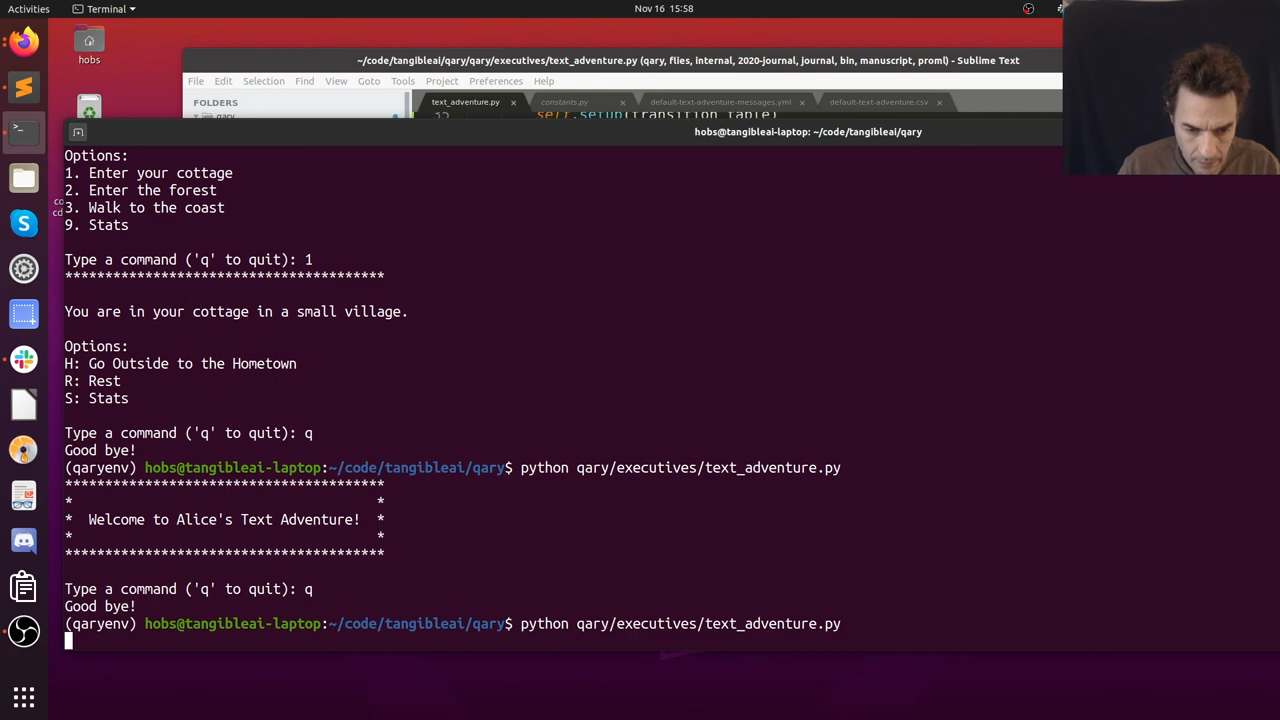 Activities
Terminal
Nov 16 15:58
hobs
~/code/tangibleai/qary/qary/executives/text_adventure.py (qary, flies, internal, 2020-journal, journal, bin, manuscript, proml) - Sublime Text
File Edit Selection Find View Goto Tools Project Preferences Help
FOLDERS
text_adventure.py × constants.py × default-text-adventure-messages.yml × default-text-adventure.csv ×
self.setup(transition_table)
hobs@tangibleai-laptop: ~/code/tangibleai/qary
Options:
1. Enter your cottage
2. Enter the forest
3. Walk to the coast
9. Stats
Type a command ('q' to quit): 1
****************************************
You are in your cottage in a small village.
Options:
H: Go Outside to the Hometown
R: Rest
S: Stats
Type a command ('q' to quit): q
Good bye!
(qaryenv) hobs@tangibleai-laptop:~/code/tangibleai/qary$ python qary/executives/text_adventure.py
****************************************
* *
* Welcome to Alice's Text Adventure! *
* *
****************************************
Type a command ('q' to quit): q
Good bye!
(qaryenv) hobs@tangibleai-laptop:~/code/tangibleai/qary$ python qary/executives/text_adventure.py